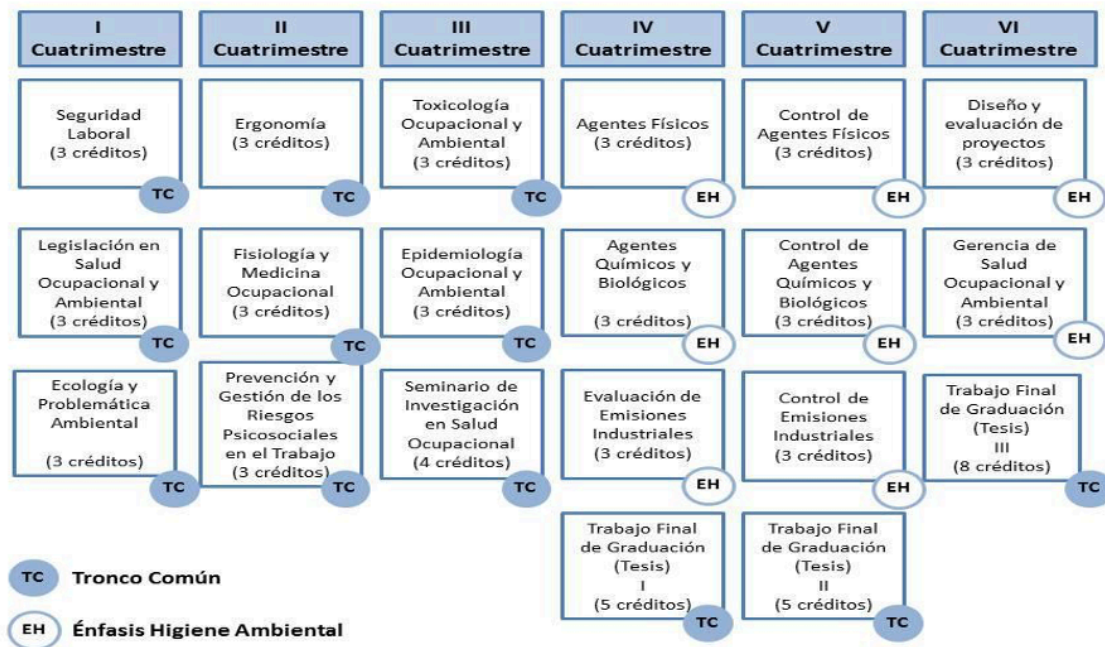 I
Cuatrimestre
II
Cuatrimestre
III
Cuatrimestre
IV
Cuatrimestre
V
Cuatrimestre
VI
Cuatrimestre
Seguridad
Laboral
(3 créditos)
TC
Ergonomía
(3 créditos)
TC
Toxicología
Ocupacional y
Ambiental
(3 créditos)
TC
Agentes Físicos
(3 créditos)
EH
Control de
Agentes Físicos
(3 créditos)
EH
Diseño y
evaluación de
proyectos
(3 créditos)
EH
Legislación en
Salud
Ocupacional y
Ambiental
(3 créditos)
TC
Fisiología y
Medicina
Ocupacional
(3 créditos)
TC
Epidemiología
Ocupacional y
Ambiental
(3 créditos)
TC
Agentes
Químicos y
Biológicos
(3 créditos)
EH
Control de
Agentes
Químicos y
Biológicos
(3 créditos)
EH
Gerencia de
Salud
Ocupacional y
Ambiental
(3 créditos)
EH
Ecología y
Problemática
Ambiental
(3 créditos)
TC
Prevención y
Gestión de los
Riesgos
Psicosociales
en el Trabajo
(3 créditos)
TC
Seminario de
Investigación
en Salud
Ocupacional
(4 créditos)
TC
Evaluación de
Emisiones
Industriales
(3 créditos)
EH
Control de
Emisiones
Industriales
(3 créditos)
EH
Trabajo Final
de Graduación
(Tesis)
III
(8 créditos)
TC
Trabajo Final
de Graduación
(Tesis)
I
(5 créditos)
TC
Trabajo Final
de Graduación
(Tesis)
II
(5 créditos)
TC
TC Tronco Común
EH Énfasis Higiene Ambiental